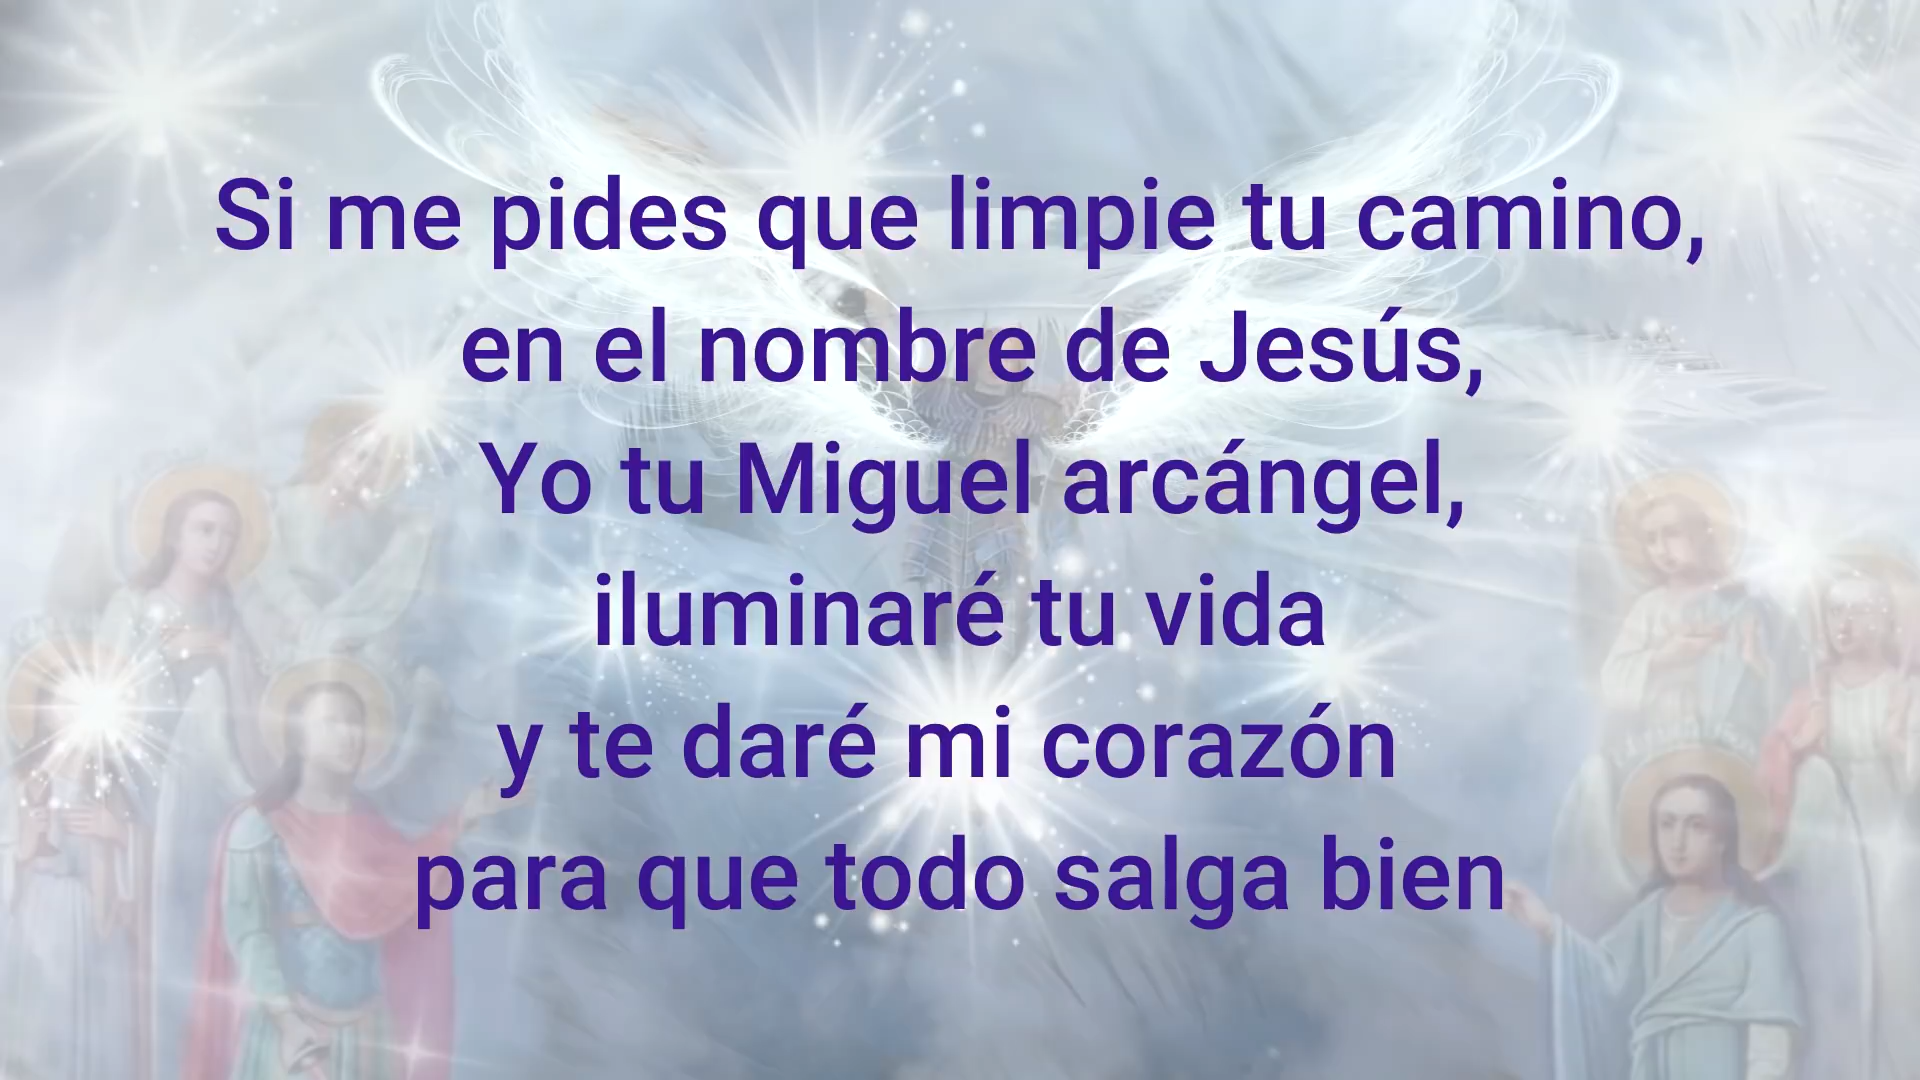 Si me pides que limpie tu camino,
en el nombre de Jesús,
Yo tu Miguel arcángel,
iluminaré tu vida
y te daré mi corazón
para que todo salga bien